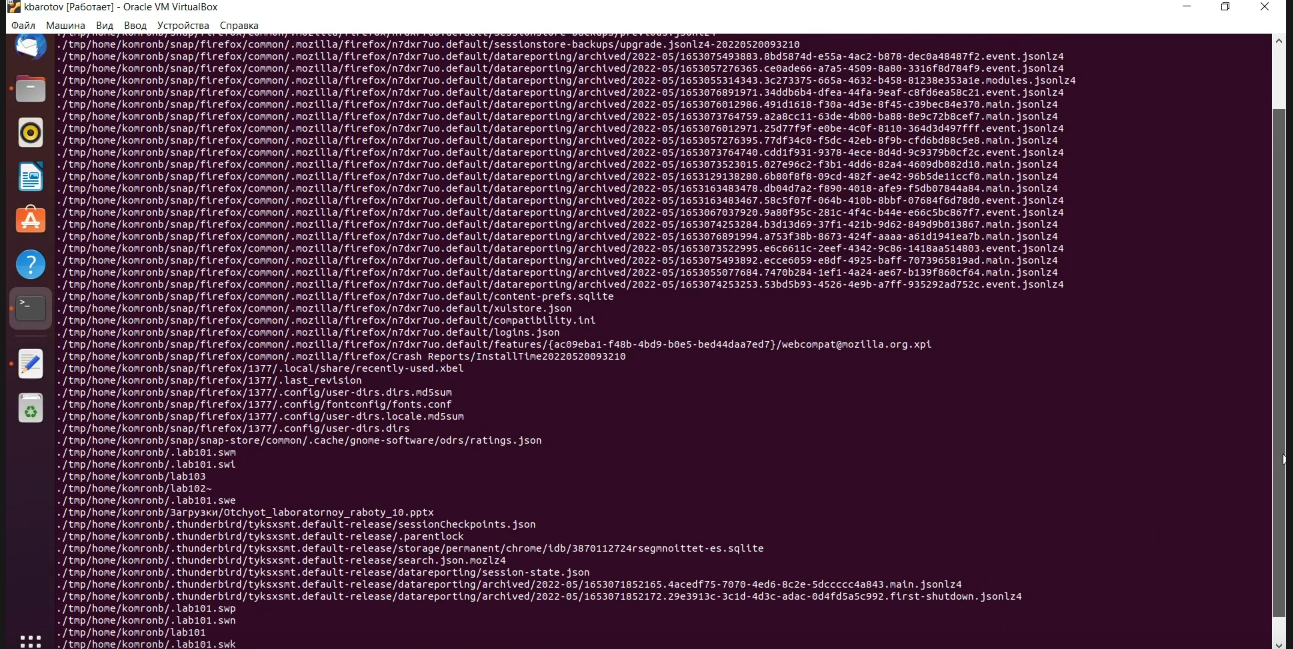 kbarotov [Работает] - Oracle VM VirtualBox
Файл Машина Вид Ввод Устройства Справка
./tmp/home/komronb/snap/firefox/common/.mozilla/firefox/n7dxr7uo.default/sessionstore-backups/upgrade.jsonlz4-20220520093210
./tmp/home/komronb/snap/firefox/common/.mozilla/firefox/n7dxr7uo.default/datareporting/archived/2022-05/1653075493883.8bd5874d-e55a-4ac2-b878-dec0a48487f2.event.jsonlz4
./tmp/home/komronb/snap/firefox/common/.mozilla/firefox/n7dxr7uo.default/datareporting/archived/2022-05/1653057276365.ce0ade66-a7a5-4509-8a80-3316f8d784f9.event.jsonlz4
./tmp/home/komronb/snap/firefox/common/.mozilla/firefox/n7dxr7uo.default/datareporting/archived/2022-05/1653055314343.3c273375-665a-4632-b458-81238e353a1e.modules.jsonlz4
./tmp/home/komronb/snap/firefox/common/.mozilla/firefox/n7dxr7uo.default/datareporting/archived/2022-05/1653076891971.34ddb6b4-dfea-44fa-9eaf-c8fd6ea58c21.event.jsonlz4
./tmp/home/komronb/snap/firefox/common/.mozilla/firefox/n7dxr7uo.default/datareporting/archived/2022-05/1653076012986.491d1618-f30a-4d3e-8f45-c39bec84e370.main.jsonlz4
./tmp/home/komronb/snap/firefox/common/.mozilla/firefox/n7dxr7uo.default/datareporting/archived/2022-05/1653073764759.a2a8cc11-63de-4b00-ba88-8e9c72b8cef7.main.jsonlz4
./tmp/home/komronb/snap/firefox/common/.mozilla/firefox/n7dxr7uo.default/datareporting/archived/2022-05/1653076012971.25d77f9f-e0be-4c0f-8110-364d3d497fff.event.jsonlz4
./tmp/home/komronb/snap/firefox/common/.mozilla/firefox/n7dxr7uo.default/datareporting/archived/2022-05/1653057276395.77df34c0-f5dc-42eb-8f9b-cfd6bd88c5e8.main.jsonlz4
./tmp/home/komronb/snap/firefox/common/.mozilla/firefox/n7dxr7uo.default/datareporting/archived/2022-05/1653073764740.cdd1f931-9378-4ece-8d4d-9c9379b0cf2c.event.jsonlz4
./tmp/home/komronb/snap/firefox/common/.mozilla/firefox/n7dxr7uo.default/datareporting/archived/2022-05/1653073523015.027e96c2-f3b1-4dd6-82a4-4609db082d10.main.jsonlz4
./tmp/home/komronb/snap/firefox/common/.mozilla/firefox/n7dxr7uo.default/datareporting/archived/2022-05/1653129138280.6b80f8f8-09cd-482f-ae42-96b5de11ccf0.main.jsonlz4
./tmp/home/komronb/snap/firefox/common/.mozilla/firefox/n7dxr7uo.default/datareporting/archived/2022-05/1653163483478.db04d7a2-f890-4018-afe9-f5db07844a84.main.jsonlz4
./tmp/home/komronb/snap/firefox/common/.mozilla/firefox/n7dxr7uo.default/datareporting/archived/2022-05/1653163483467.58c5f07f-064b-410b-8bbf-07684f6d78d0.event.jsonlz4
./tmp/home/komronb/snap/firefox/common/.mozilla/firefox/n7dxr7uo.default/datareporting/archived/2022-05/1653067037920.9a80f95c-281c-4f4c-b44e-e66c5bc867f7.event.jsonlz4
./tmp/home/komronb/snap/firefox/common/.mozilla/firefox/n7dxr7uo.default/datareporting/archived/2022-05/1653074253284.b3d13d69-37f1-421b-9d62-849d9b013867.main.jsonlz4
./tmp/home/komronb/snap/firefox/common/.mozilla/firefox/n7dxr7uo.default/datareporting/archived/2022-05/1653076891994.a753f38b-8673-424f-aaaa-a61d1941ea7b.main.jsonlz4
./tmp/home/komronb/snap/firefox/common/.mozilla/firefox/n7dxr7uo.default/datareporting/archived/2022-05/1653073522995.e6c6611c-2eef-4342-9c86-1418aa514803.event.jsonlz4
./tmp/home/komronb/snap/firefox/common/.mozilla/firefox/n7dxr7uo.default/datareporting/archived/2022-05/1653075493892.ecce6059-e8df-4925-baff-7073965819ad.main.jsonlz4
./tmp/home/komronb/snap/firefox/common/.mozilla/firefox/n7dxr7uo.default/datareporting/archived/2022-05/1653055077684.7470b284-1ef1-4a24-ae67-b139f860cf64.main.jsonlz4
./tmp/home/komronb/snap/firefox/common/.mozilla/firefox/n7dxr7uo.default/datareporting/archived/2022-05/1653074253253.53bd5b93-4526-4e9b-a7ff-935292ad752c.event.jsonlz4
./tmp/home/komronb/snap/firefox/common/.mozilla/firefox/n7dxr7uo.default/content-prefs.sqlite
./tmp/home/komronb/snap/firefox/common/.mozilla/firefox/n7dxr7uo.default/xulstore.json
./tmp/home/komronb/snap/firefox/common/.mozilla/firefox/n7dxr7uo.default/compatibility.ini
./tmp/home/komronb/snap/firefox/common/.mozilla/firefox/n7dxr7uo.default/logins.json
./tmp/home/komronb/snap/firefox/common/.mozilla/firefox/n7dxr7uo.default/features/{ac09eba1-f48b-4bd9-b0e5-bed44daa7ed7}/webcompat@mozilla.org.xpi
./tmp/home/komronb/snap/firefox/common/.mozilla/firefox/Crash Reports/InstallTime20220520093210
./tmp/home/komronb/snap/firefox/1377/.local/share/recently-used.xbel
./tmp/home/komronb/snap/firefox/1377/.last_revision
./tmp/home/komronb/snap/firefox/1377/.config/user-dirs.dirs.md5sum
./tmp/home/komronb/snap/firefox/1377/.config/fontconfig/fonts.conf
./tmp/home/komronb/snap/firefox/1377/.config/user-dirs.locale.md5sum
./tmp/home/komronb/snap/firefox/1377/.config/user-dirs.dirs
./tmp/home/komronb/snap/snap-store/common/.cache/gnome-software/odrs/ratings.json
./tmp/home/komronb/.lab101.swm
./tmp/home/komronb/.lab101.swi
./tmp/home/komronb/lab103
./tmp/home/komronb/lab102~
./tmp/home/komronb/.lab101.swe
./tmp/home/komronb/Загрузки/Otchyot_laboratornoy_raboty_10.pptx
./tmp/home/komronb/.thunderbird/tyksxsmt.default-release/sessionCheckpoints.json
./tmp/home/komronb/.thunderbird/tyksxsmt.default-release/.parentlock
./tmp/home/komronb/.thunderbird/tyksxsmt.default-release/storage/permanent/chrome/idb/3870112724rsegmnoittet-es.sqlite
./tmp/home/komronb/.thunderbird/tyksxsmt.default-release/search.json.mozlz4
./tmp/home/komronb/.thunderbird/tyksxsmt.default-release/datareporting/session-state.json
./tmp/home/komronb/.thunderbird/tyksxsmt.default-release/datareporting/archived/2022-05/1653071852165.4acedf75-7070-4ed6-8c2e-5dccccc4a843.main.jsonlz4
./tmp/home/komronb/.thunderbird/tyksxsmt.default-release/datareporting/archived/2022-05/1653071852172.29e3913c-3c1d-4d3c-adac-0d4fd5a5c992.first-shutdown.jsonlz4
./tmp/home/komronb/.lab101.swp
./tmp/home/komronb/.lab101.swn
./tmp/home/komronb/lab101
./tmp/home/komronb/.lab101.swk